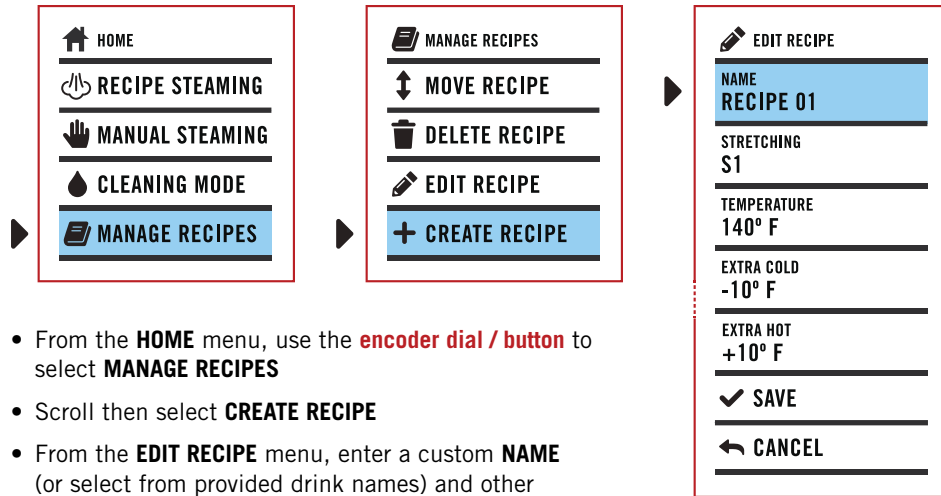 HOME
RECIPE STEAMING
MANUAL STEAMING
CLEANING MODE
MANAGE RECIPES
MANAGE RECIPES
MOVE RECIPE
DELETE RECIPE
EDIT RECIPE
CREATE RECIPE
EDIT RECIPE
NAME
RECIPE 01
STRETCHING
S1
TEMPERATURE
140º F
EXTRA COLD
-10º F
EXTRA HOT
+10º F
SAVE
CANCEL
• From the HOME menu, use the encoder dial / button to
select MANAGE RECIPES
• Scroll then select CREATE RECIPE
• From the EDIT RECIPE menu, enter a custom NAME
(or select from provided drink names) and other